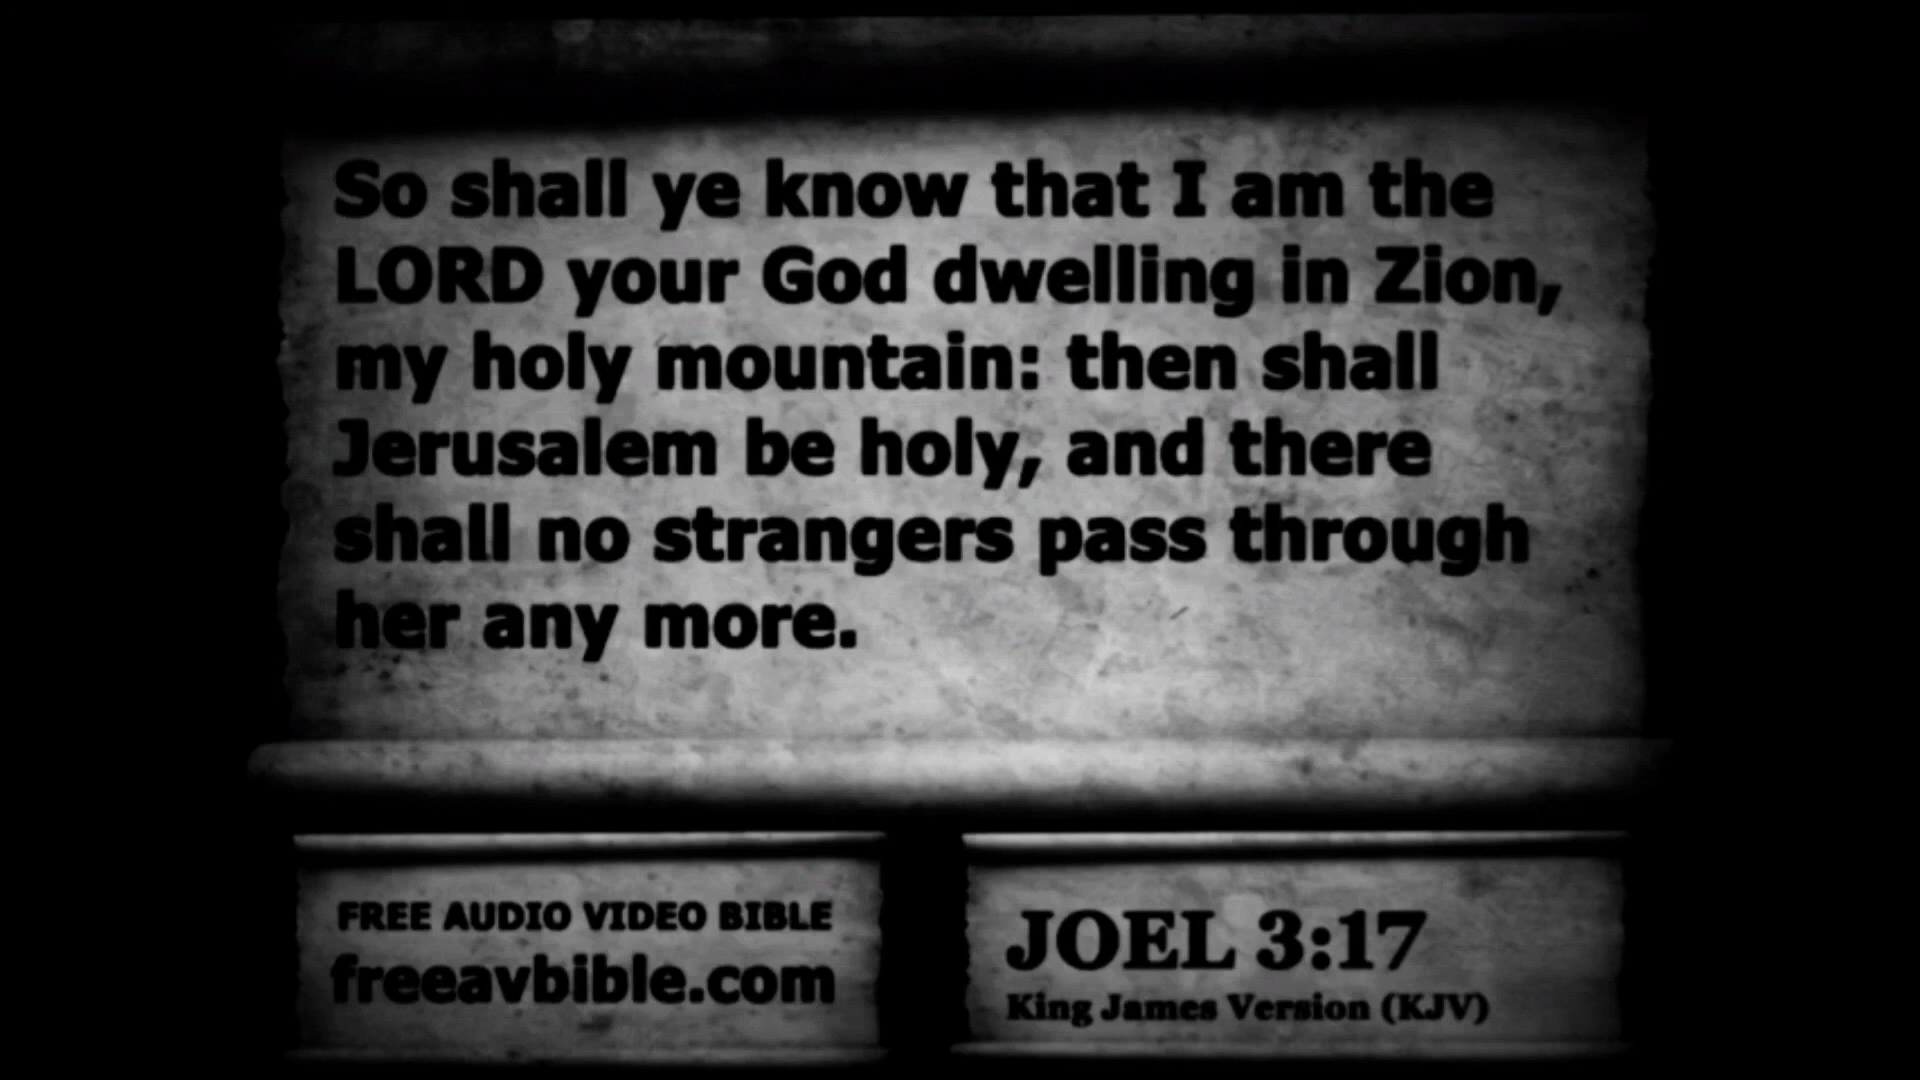 So shall ye know that I am the
LORD your God dwelling in Zion,
my holy mountain: then shall
Jerusalem be holy, and there
shall no strangers pass through
her any more.
FREE AUDIO VIDEO BIBLE
freeavbible.com
JOEL 3:17
King James Version (KJV)